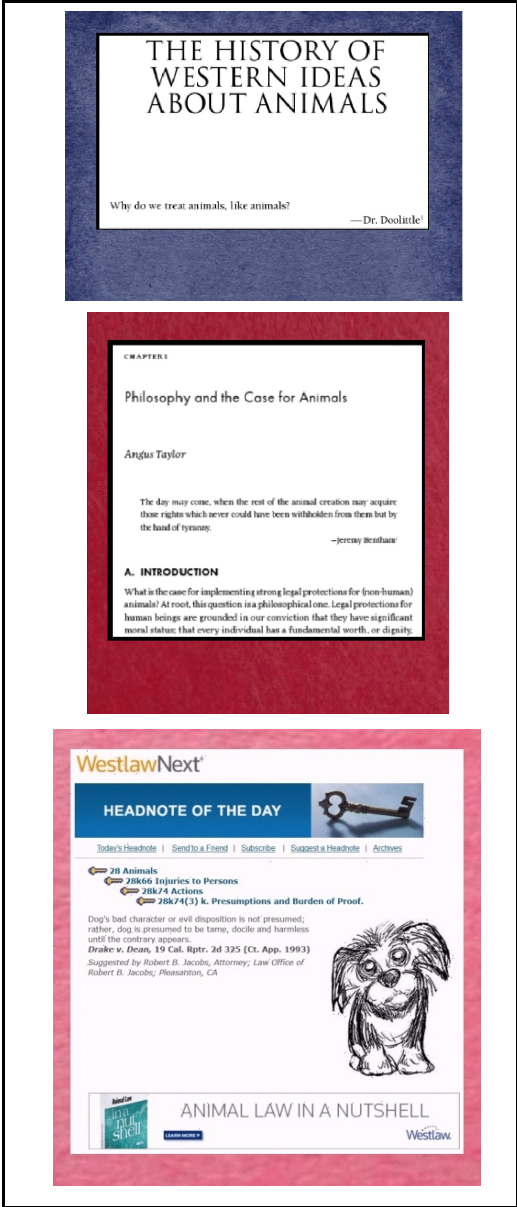 THE HISTORY OF
WESTERN IDEAS
ABOUT ANIMALS
Why do we treat animals, like animals?
—Dr. Doolittle¹
CHAPTER 1
Philosophy and the Case for Animals
Angus Taylor
The day may come, when the rest of the animal creation may acquire
those rights which never could have been withholden from them but by
the hand of tyranny.
—Jeremy Bentham¹
A. INTRODUCTION
What is the case for implementing strong legal protections for (non-human)
animals? At root, this question is a philosophical one. Legal protections for
human beings are grounded in our conviction that they have significant
moral status; that every individual has a fundamental worth, or dignity,
WestlawNext
HEADNOTE OF THE DAY
Today's Headnote | Send to a Friend | Subscribe | Suggest a Headnote | Archives
28 Animals
28k66 Injuries to Persons
28k74 Actions
28k74(3) k. Presumptions and Burden of Proof.
Dog's bad character or evil disposition is not presumed;
rather, dog is presumed to be tame, docile and harmless
until the contrary appears.
Drake v. Dean, 19 Cal. Rptr. 2d 325 (Ct. App. 1993)
Suggested by Robert B. Jacobs, Attorney; Law Office of
Robert B. Jacobs; Pleasanton, CA
Animal Law
in a
nut
shell
ANIMAL LAW IN A NUTSHELL
LEARN MORE
Westlaw.